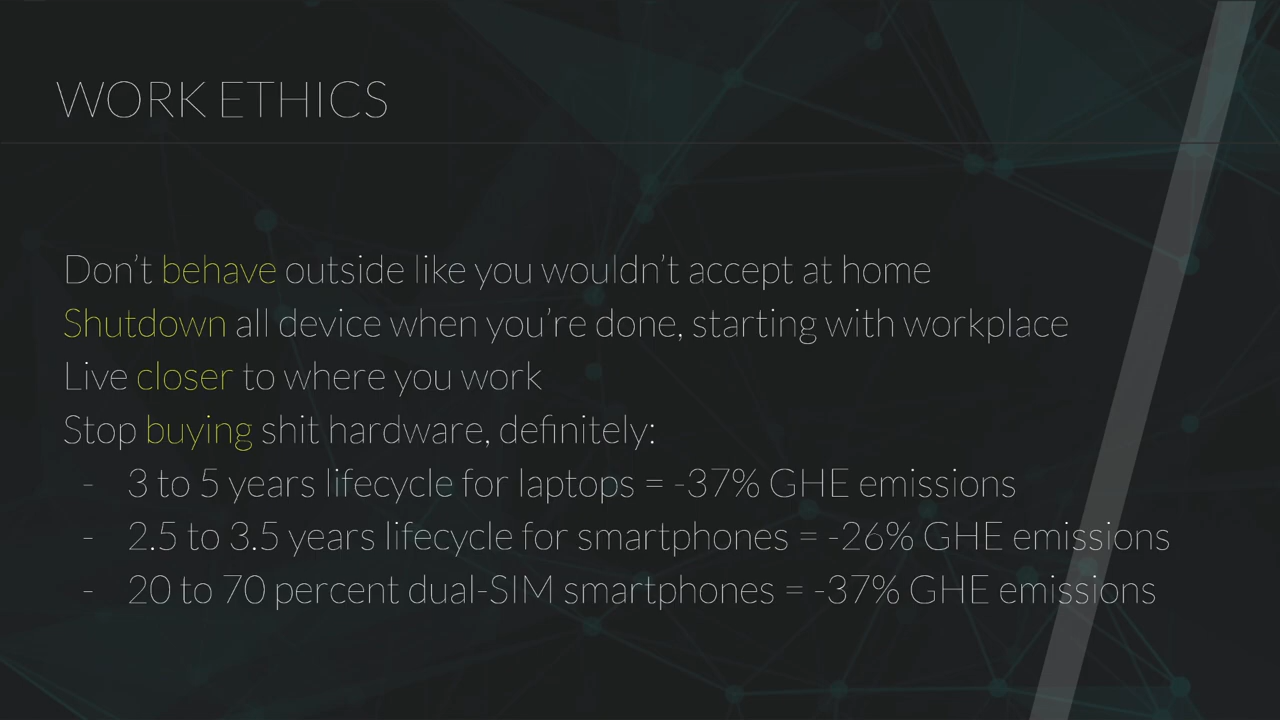 WORK ETHICS
Don't behave outside like you wouldn't accept at home
Shutdown all device when you're done, starting with workplace
Live closer to where you work
Stop buying shit hardware, definitely:
- 3 to 5 years lifecycle for laptops = -37% GHE emissions
- 2.5 to 3.5 years lifecycle for smartphones = -26% GHE emissions
- 20 to 70 percent dual-SIM smartphones = -37% GHE emissions